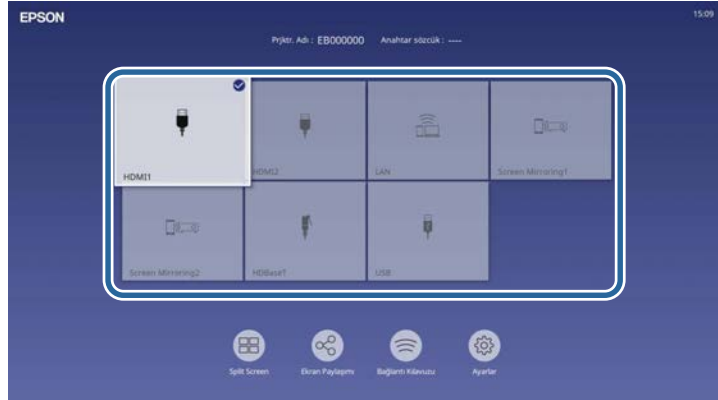 EPSON
15:09
Prjktr. Adı : EB000000 Anahtar sözcük : ----
HDMI1
HDMI2
LAN
Screen Mirroring1
Screen Mirroring2
HDBaseT
USB
Split Screen
Ekran Paylaşımı
Bağlantı Kılavuzu
Ayarlar